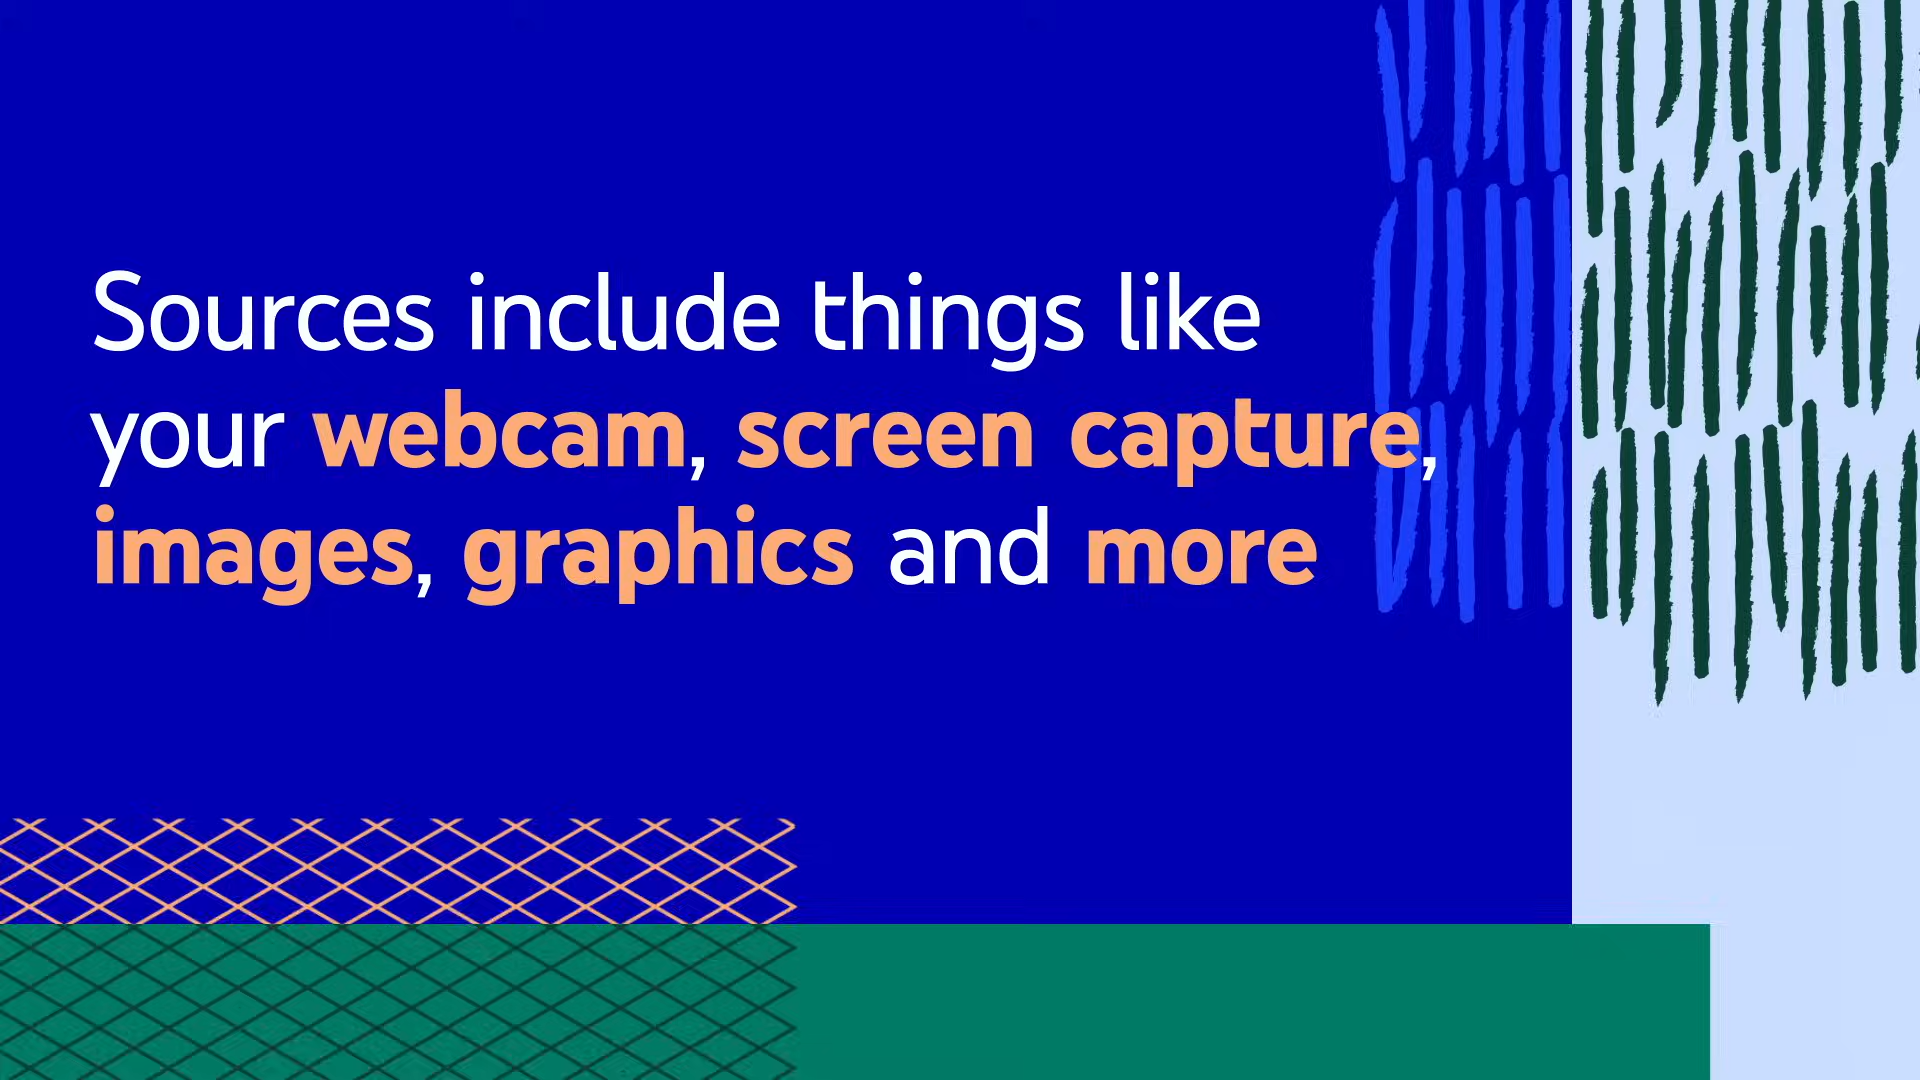 Sources include things like
your webcam, screen capture,
images, graphics and more